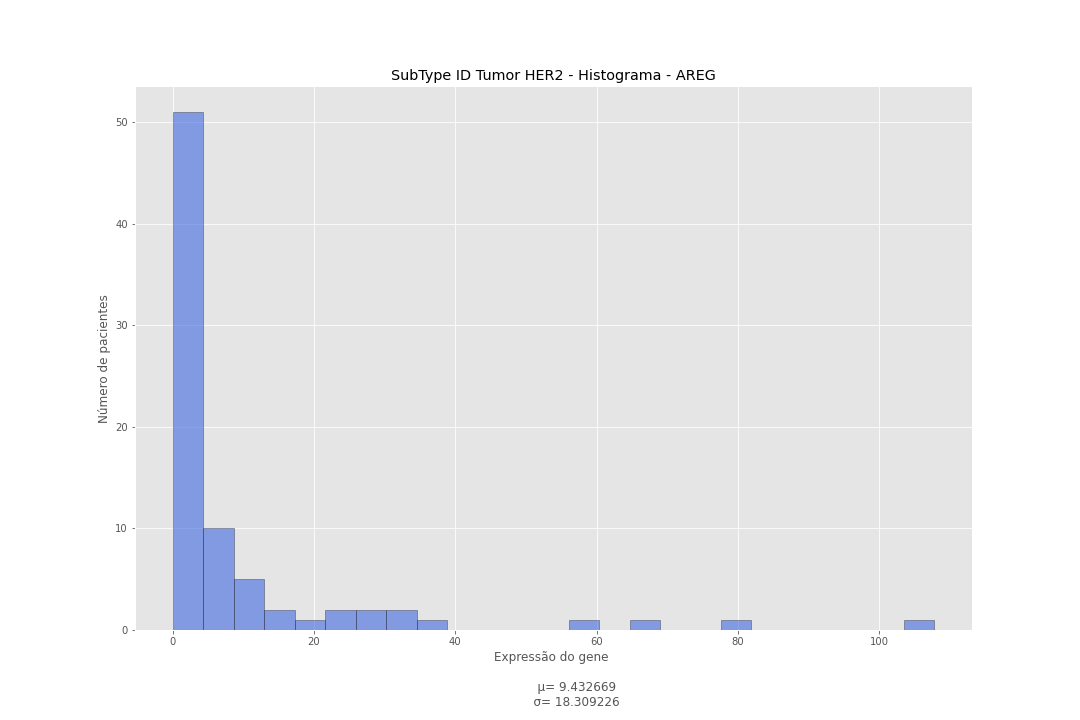 SubType ID Tumor HER2 - Histograma - AREG
50
40
30
20
10
0
Número de pacientes
0 20 40 60 80 100
Expressão do gene
μ= 9.432669
σ= 18.309226